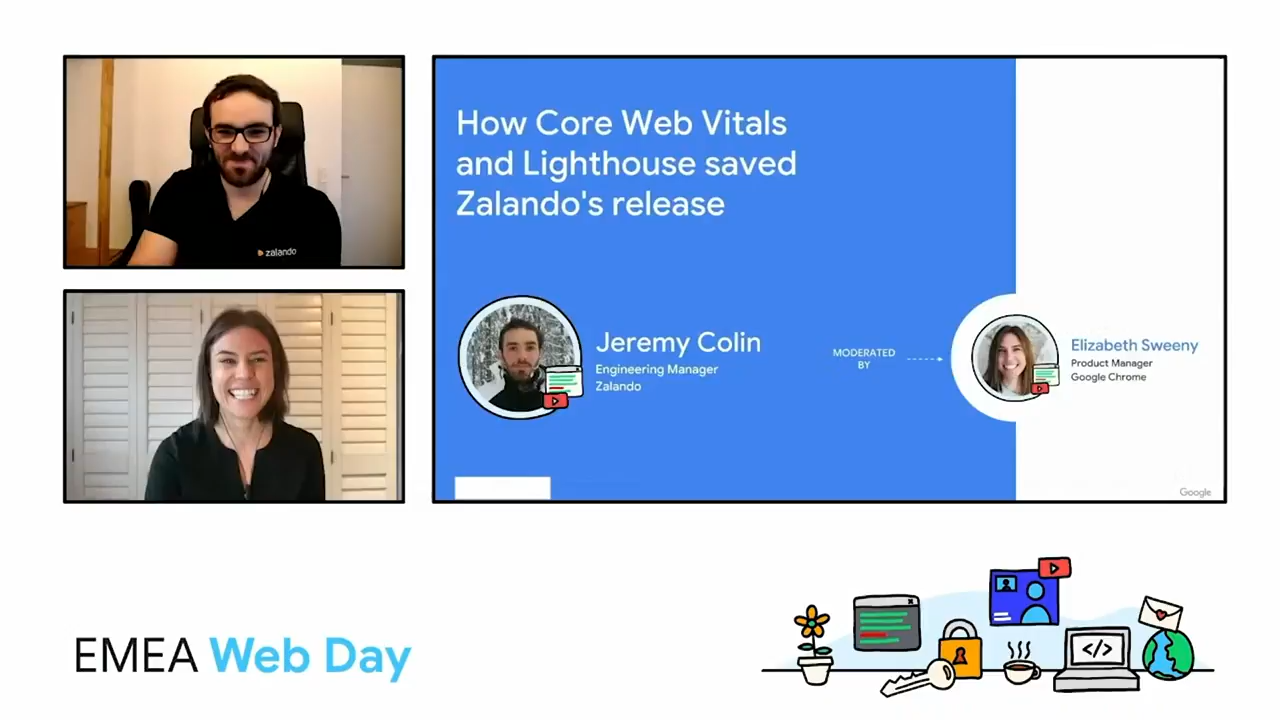 How Core Web Vitals
and Lighthouse saved
Zalando's release
Jeremy Colin
Engineering Manager
Zalando
MODERATED
BY
Elizabeth Sweeny
Product Manager
Google Chrome
Google
zalando
EMEA Web Day
</>